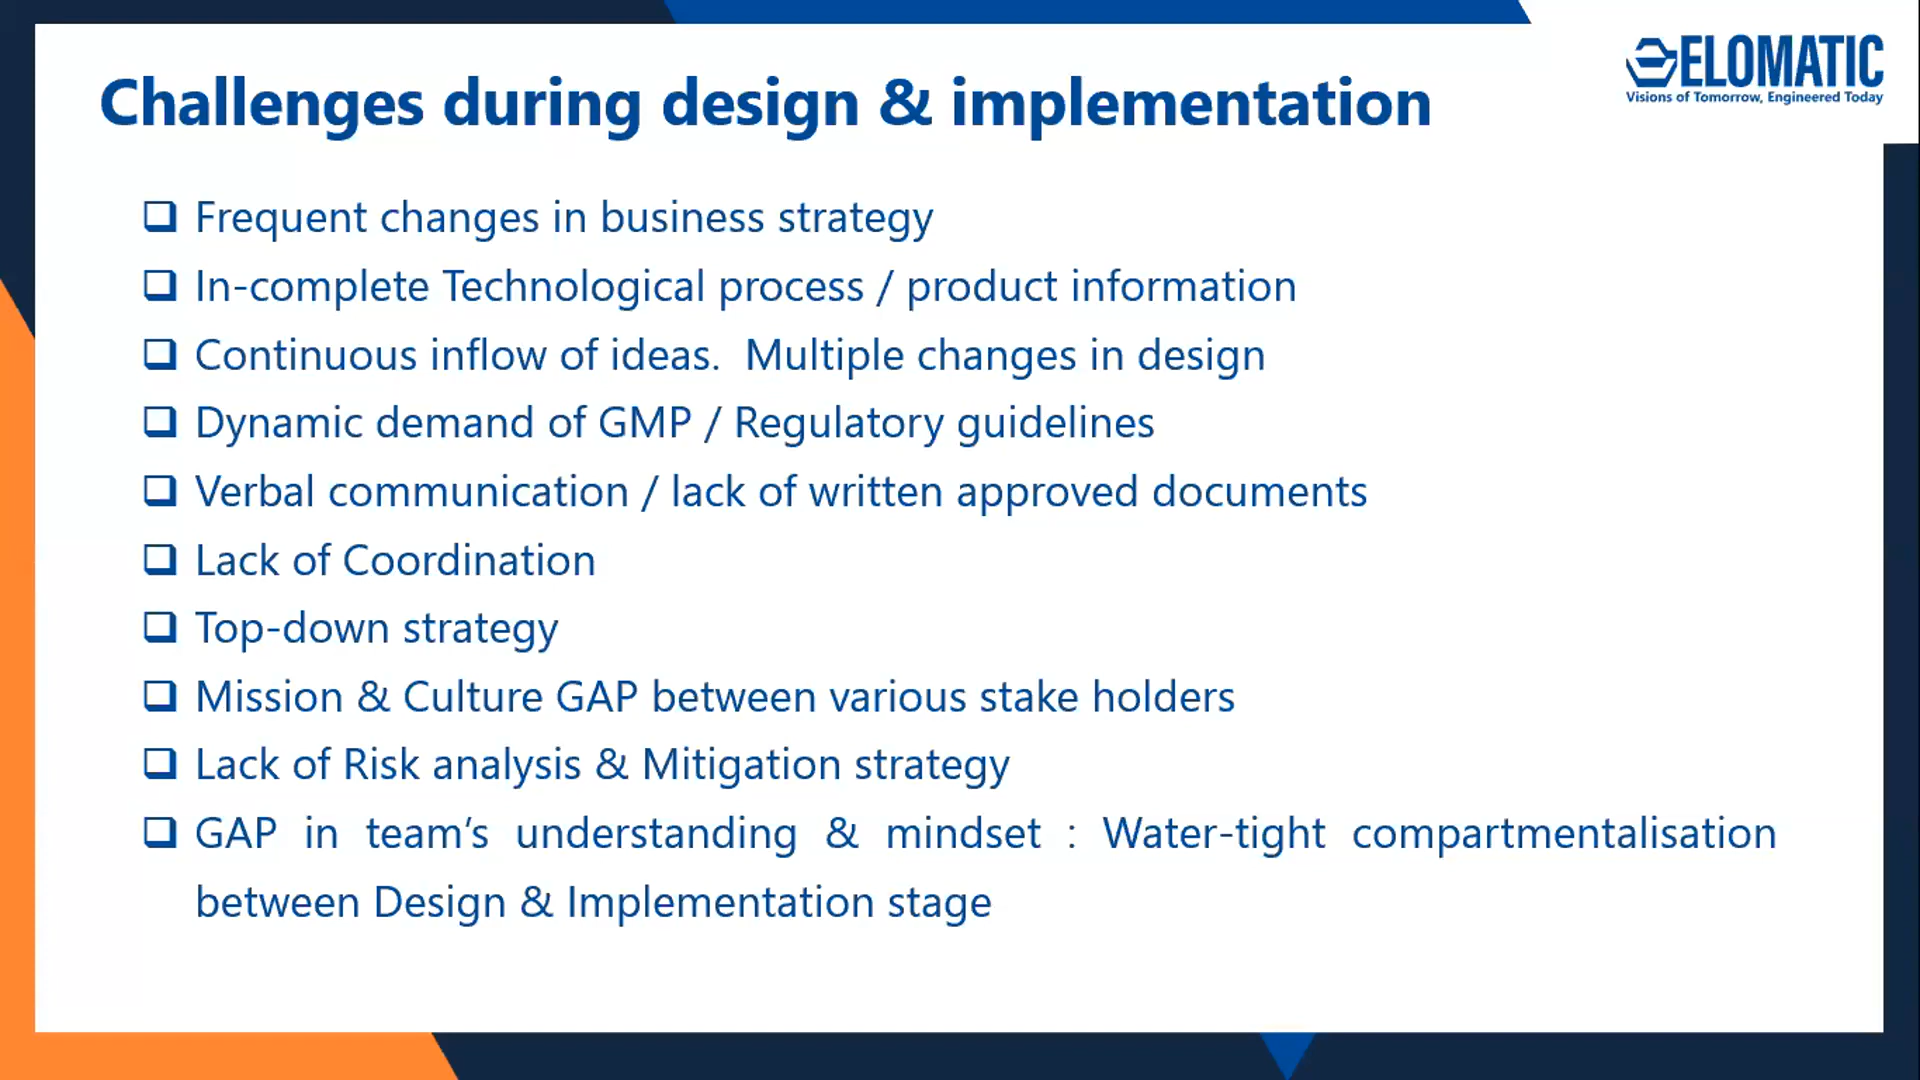 ELOMATIC
Visions of Tomorrow, Engineered Today
Challenges during design & implementation
Frequent changes in business strategy
In-complete Technological process / product information
Continuous inflow of ideas.  Multiple changes in design
Dynamic demand of GMP / Regulatory guidelines
Verbal communication / lack of written approved documents
Lack of Coordination
Top-down strategy
Mission & Culture GAP between various stake holders
Lack of Risk analysis & Mitigation strategy
GAP in team’s understanding & mindset : Water-tight compartmentalisation
between Design & Implementation stage